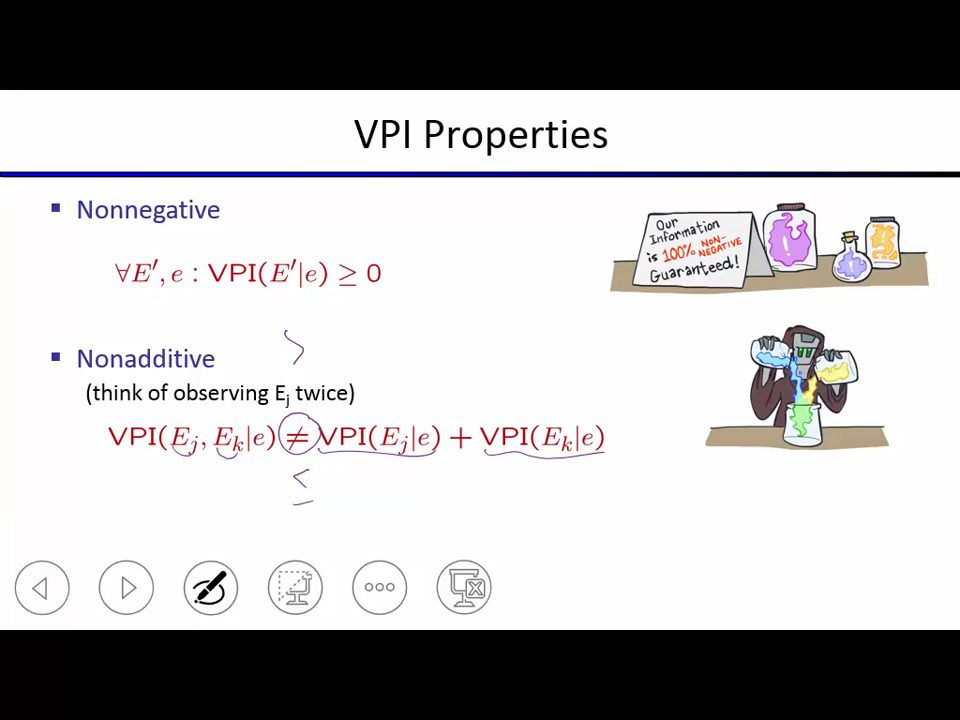 VPI Properties
▪ Nonnegative
∀E′, e : VPI(E′|e) ≥ 0
Our
Information
is 100% NON-NEGATIVE
Guaranteed!
!
!
>
▪ Nonadditive
(think of observing Eⱼ twice)
VPI(Eⱼ, Eₖ|e) ≠ VPI(Eⱼ|e) + VPI(Eₖ|e)
<
=